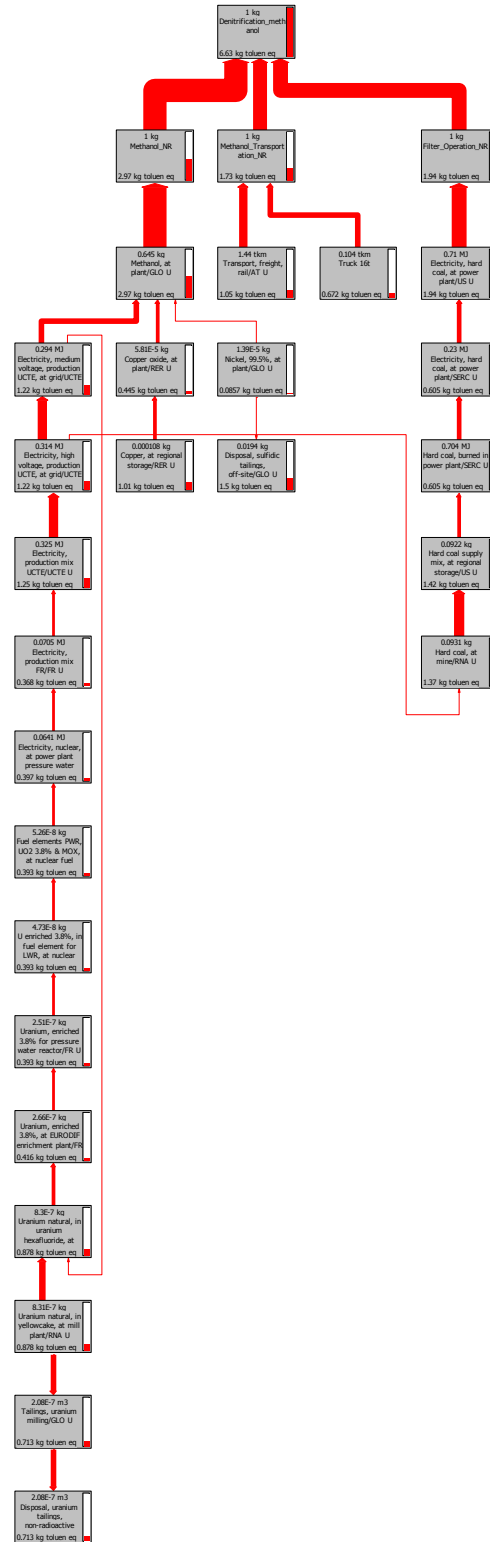 1 kg
Denitrification_meth
anol
6.63 kg toluen eq
1 kg
Methanol_NR
2.97 kg toluen eq
1 kg
Methanol_Transport
ation_NR
1.73 kg toluen eq
1 kg
Filter_Operation_NR
1.94 kg toluen eq
0.645 kg
Methanol, at
plant/GLO U
2.97 kg toluen eq
1.44 tkm
Transport, freight,
rail/AT U
1.05 kg toluen eq
0.104 tkm
Truck 16t
0.672 kg toluen eq
0.71 MJ
Electricity, hard
coal, at power
plant/US U
1.94 kg toluen eq
0.294 MJ
Electricity, medium
voltage, production
UCTE, at grid/UCTE
1.22 kg toluen eq
5.81E-5 kg
Copper oxide, at
plant/RER U
0.445 kg toluen eq
1.39E-5 kg
Nickel, 99.5%, at
plant/GLO U
0.0857 kg toluen eq
0.23 MJ
Electricity, hard
coal, at power
plant/SERC U
0.605 kg toluen eq
0.314 MJ
Electricity, high
voltage, production
UCTE, at grid/UCTE
1.22 kg toluen eq
0.000108 kg
Copper, at regional
storage/RER U
1.01 kg toluen eq
0.0194 kg
Disposal, sulfidic
tailings,
off-site/GLO U
1.5 kg toluen eq
0.704 MJ
Hard coal, burned in
power plant/SERC U
0.605 kg toluen eq
0.325 MJ
Electricity,
production mix
UCTE/UCTE U
1.25 kg toluen eq
0.0922 kg
Hard coal supply
mix, at regional
storage/US U
1.42 kg toluen eq
0.0705 MJ
Electricity,
production mix
FR/FR U
0.368 kg toluen eq
0.0931 kg
Hard coal, at
mine/RNA U
1.37 kg toluen eq
0.0641 MJ
Electricity, nuclear,
at power plant
pressure water
0.397 kg toluen eq
5.26E-8 kg
Fuel elements PWR,
UO2 3.8% & MOX,
at nuclear fuel
0.393 kg toluen eq
4.73E-8 kg
U enriched 3.8%, in
fuel element for
LWR, at nuclear
0.393 kg toluen eq
2.51E-7 kg
Uranium, enriched
3.8% for pressure
water reactor/FR U
0.393 kg toluen eq
2.66E-7 kg
Uranium, enriched
3.8%, at EURODIF
enrichment plant/FR
0.416 kg toluen eq
8.3E-7 kg
Uranium natural, in
uranium
hexafluoride, at
0.878 kg toluen eq
8.31E-7 kg
Uranium natural, in
yellowcake, at mill
plant/RNA U
0.878 kg toluen eq
2.08E-7 m3
Tailings, uranium
milling/GLO U
0.713 kg toluen eq
2.08E-7 m3
Disposal, uranium
tailings,
non-radioactive
0.713 kg toluen eq